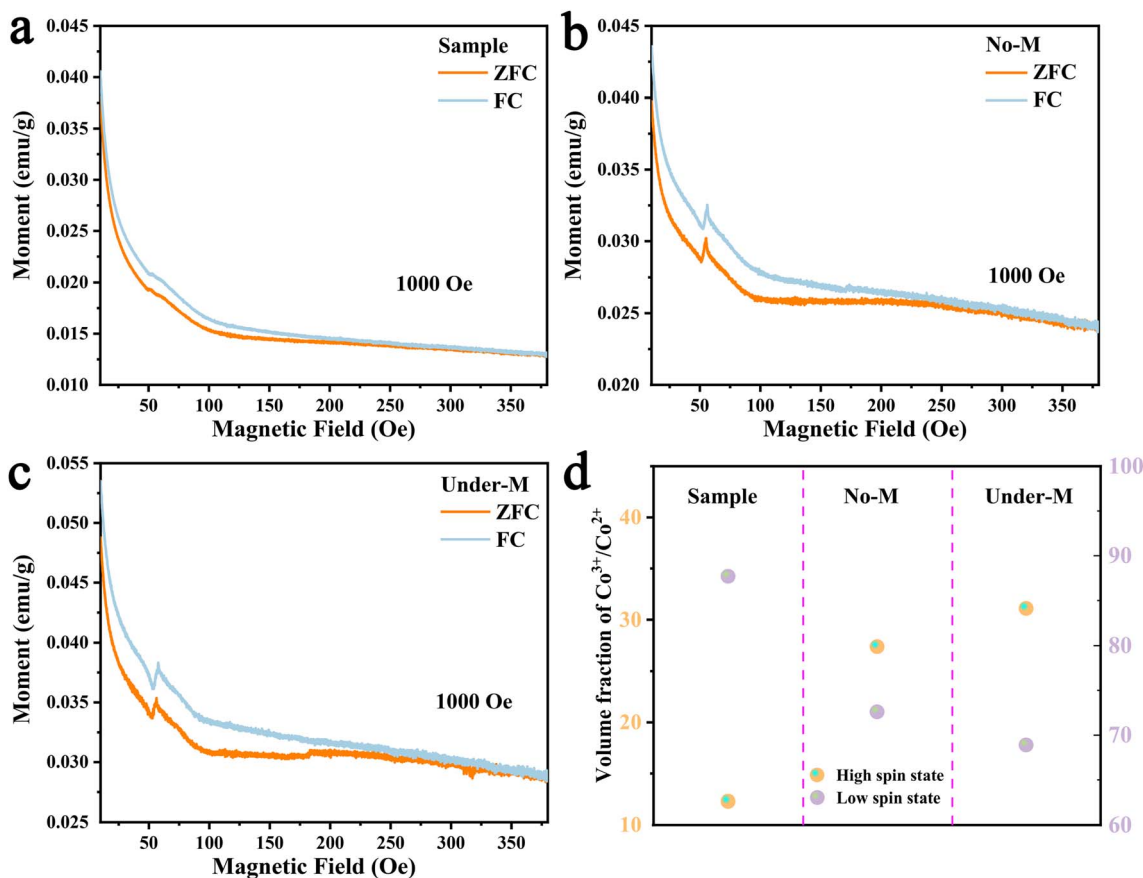 a
Sample
ZFC
FC
1000 Oe
Moment (emu/g)
0.045
0.040
0.035
0.030
0.025
0.020
0.015
0.010
50 100 150 200 250 300 350
Magnetic Field (Oe)
b
No-M
ZFC
FC
1000 Oe
Moment (emu/g)
0.045
0.040
0.035
0.030
0.025
0.020
50 100 150 200 250 300 350
Magnetic Field (Oe)
c
Under-M
ZFC
FC
1000 Oe
Moment (emu/g)
0.055
0.050
0.045
0.040
0.035
0.030
0.025
50 100 150 200 250 300 350
Magnetic Field (Oe)
d
Sample No-M Under-M
Volume fraction of Co³⁺/Co²⁺
40
30
20
10
100
90
80
70
60
High spin state
Low spin state